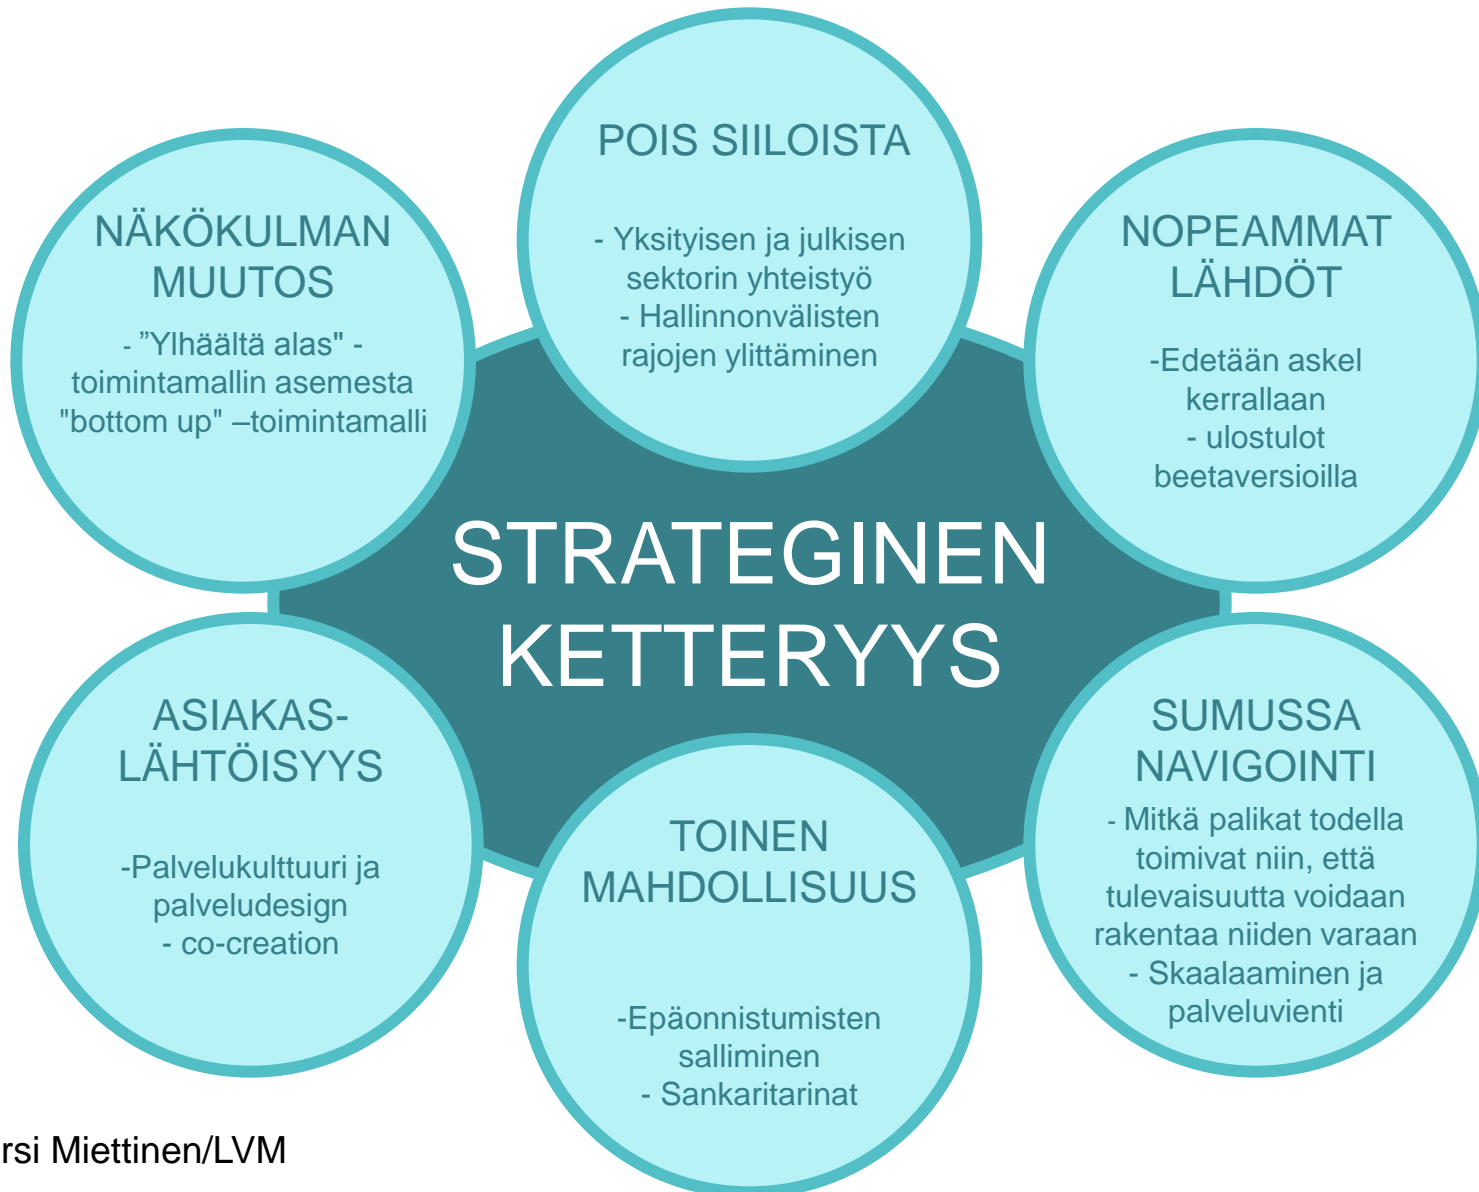 POIS SIILOISTA
- Yksityisen ja julkisen
sektorin yhteistyö
- Hallinnonvälisten
rajojen ylittäminen
NÄKÖKULMAN
MUUTOS
- ”Ylhäältä alas" -
toimintamallin asemesta
"bottom up" –toimintamalli
NOPEAMMAT
LÄHDÖT
-Edetään askel
kerrallaan
- ulostulot
beetaversioilla
STRATEGINEN
KETTERYYS
ASIAKAS-
LÄHTÖISYYS
-Palvelukulttuuri ja
palveludesign
- co-creation
TOINEN
MAHDOLLISUUS
-Epäonnistumisten
salliminen
- Sankaritarinat
SUMUSSA
NAVIGOINTI
- Mitkä palikat todella
toimivat niin, että
tulevaisuutta voidaan
rakentaa niiden varaan
- Skaalaaminen ja
palveluvienti
rsi Miettinen/LVM